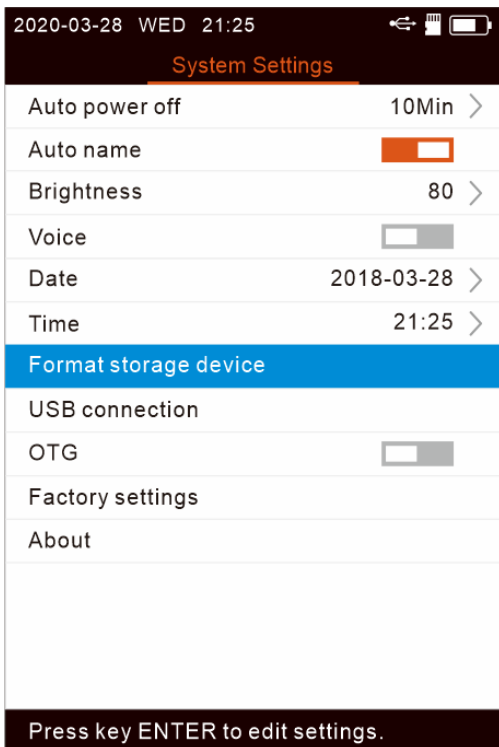 2020-03-28 WED 21:25
System Settings
Auto power off 10Min
Auto name
Brightness 80
Voice
Date 2018-03-28
Time 21:25
Format storage device
USB connection
OTG
Factory settings
About
Press key ENTER to edit settings.